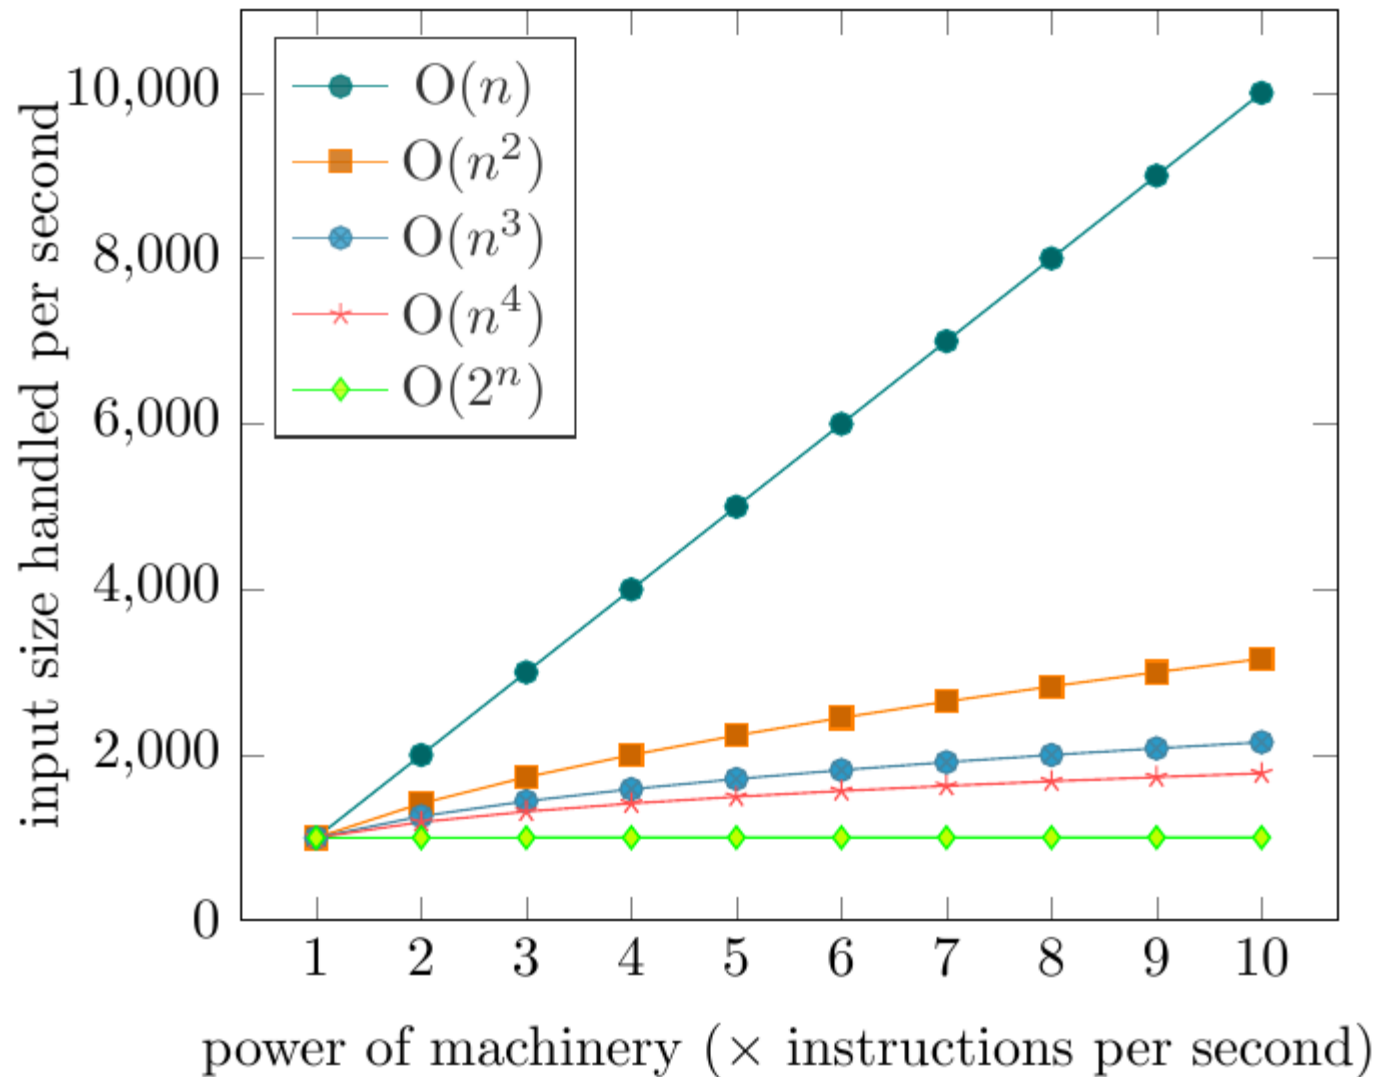 input size handled per second
10,000
8,000
6,000
4,000
2,000
0
O(n)
O(n²)
O(n³)
O(n⁴)
O(2ⁿ)
1 2 3 4 5 6 7 8 9 10
power of machinery (× instructions per second)